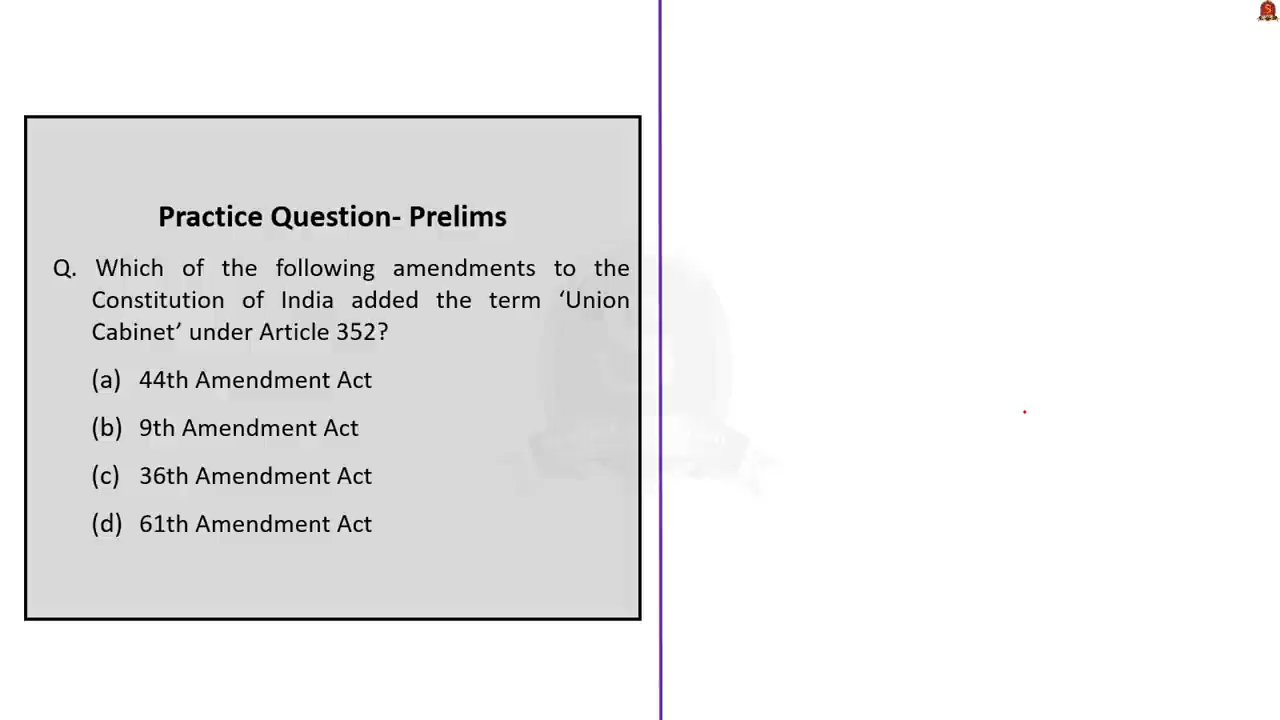 Practice Question- Prelims
Q. Which of the following amendments to the
Constitution of India added the term ‘Union
Cabinet’ under Article 352?
(a) 44th Amendment Act
(b) 9th Amendment Act
(c) 36th Amendment Act
(d) 61th Amendment Act